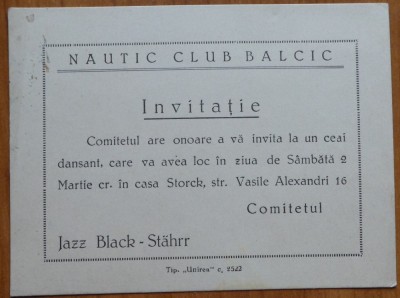 NAUTIC CLUB BALCIC
Invitație
Comitetul are onoare a vă invita la un ceai
dansant, care va avea loc în ziua de Sâmbătă 2
Martie cr. în casa Storck, str. Vasile Alexandri 16
Comitetul
Jazz Black - Stährr
Tip. „Unirea" c, 2522